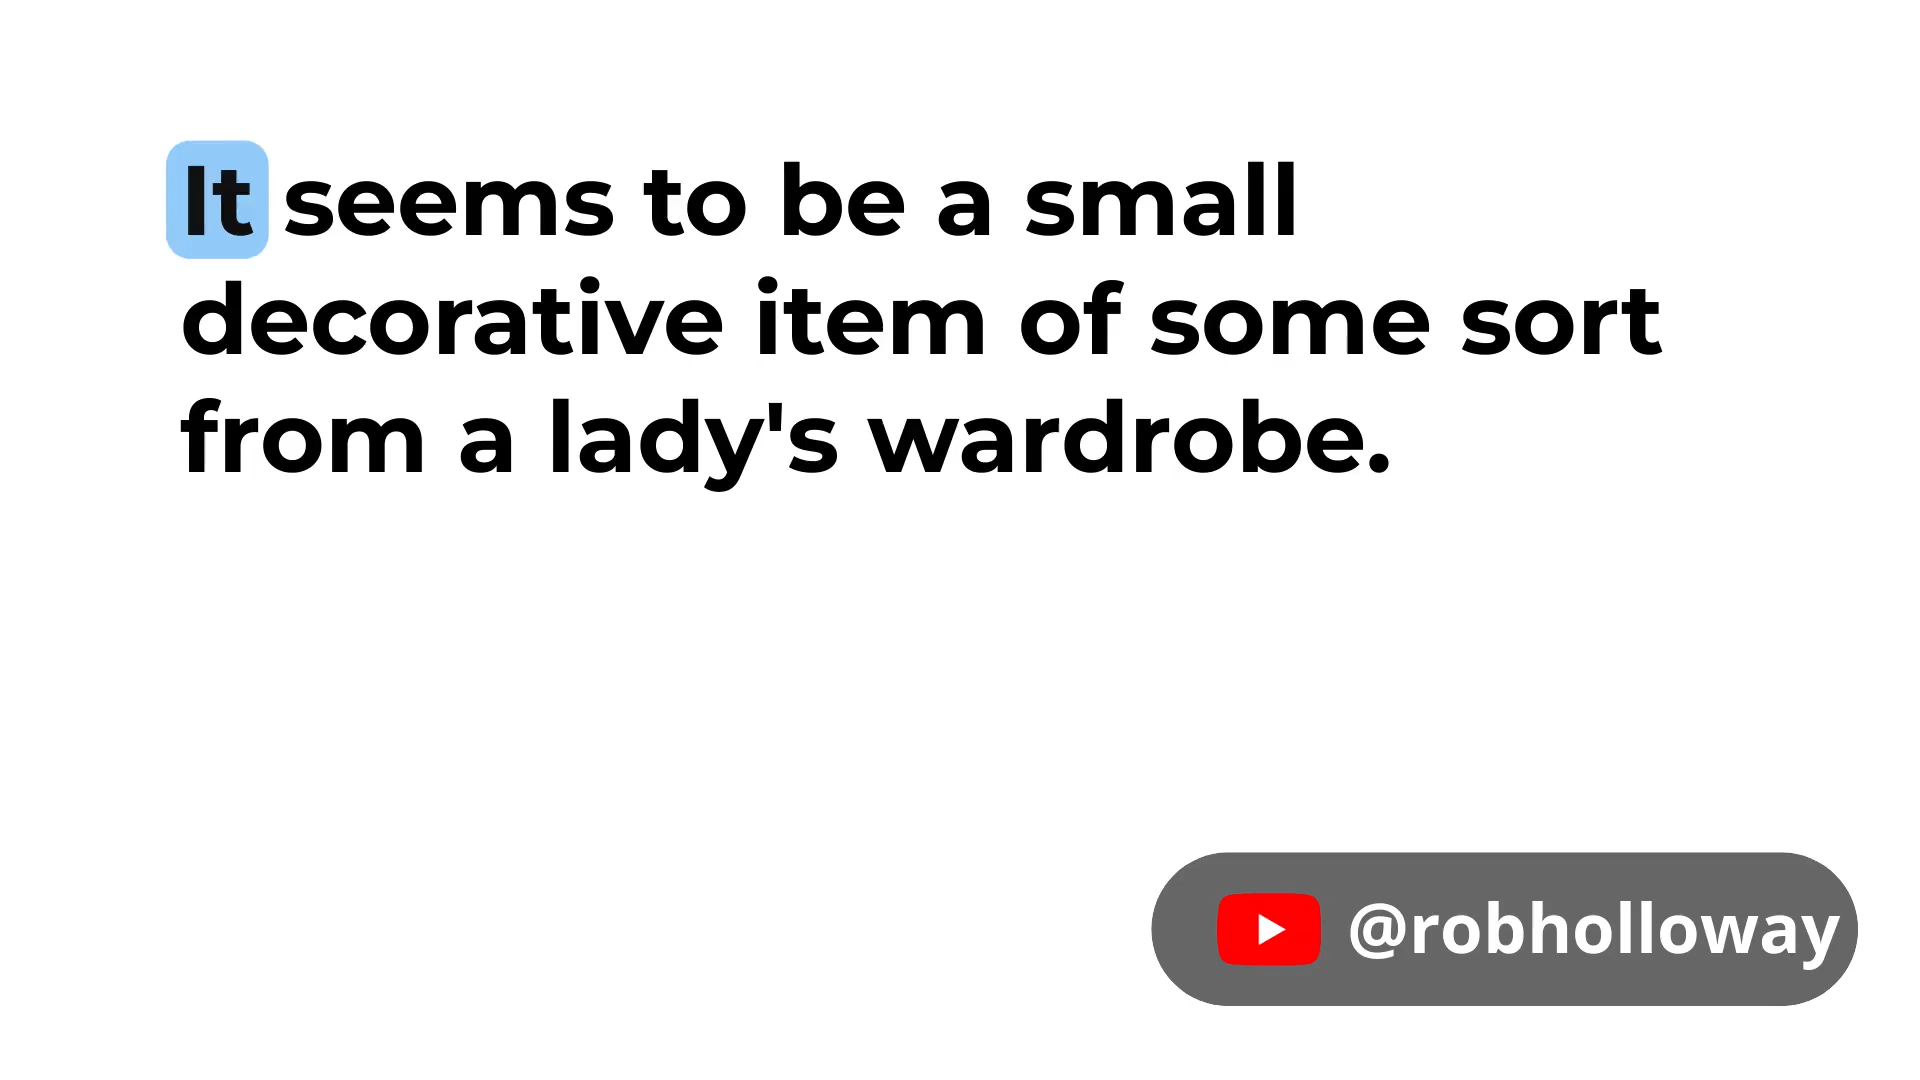 It seems to be a small
decorative item of some sort
from a lady's wardrobe.
@robholloway